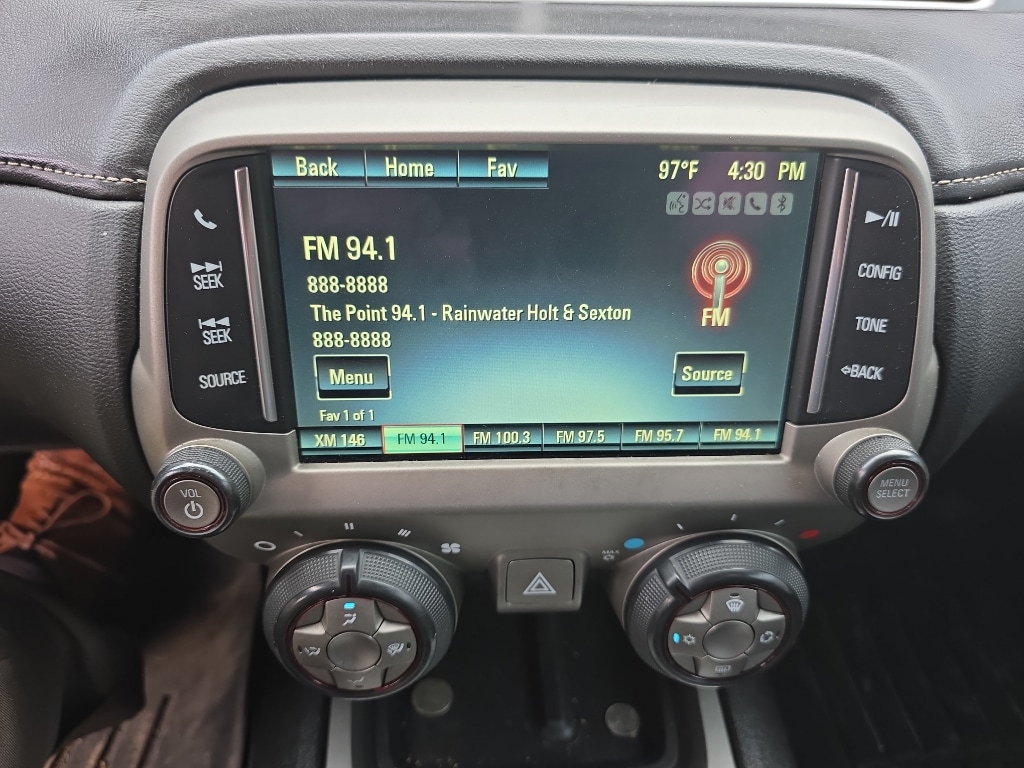 Back Home Fav 97°F 4:30 PM
FM 94.1
888-8888
The Point 94.1 - Rainwater Holt & Sexton
888-8888
FM
Menu Source
Fav 1 of 1
XM 146 FM 94.1 FM 100.3 FM 97.5 FM 95.7 FM 94.1
SEEK
SEEK
SOURCE
CONFIG
TONE
BACK
VOL
MENU
SELECT
MAX